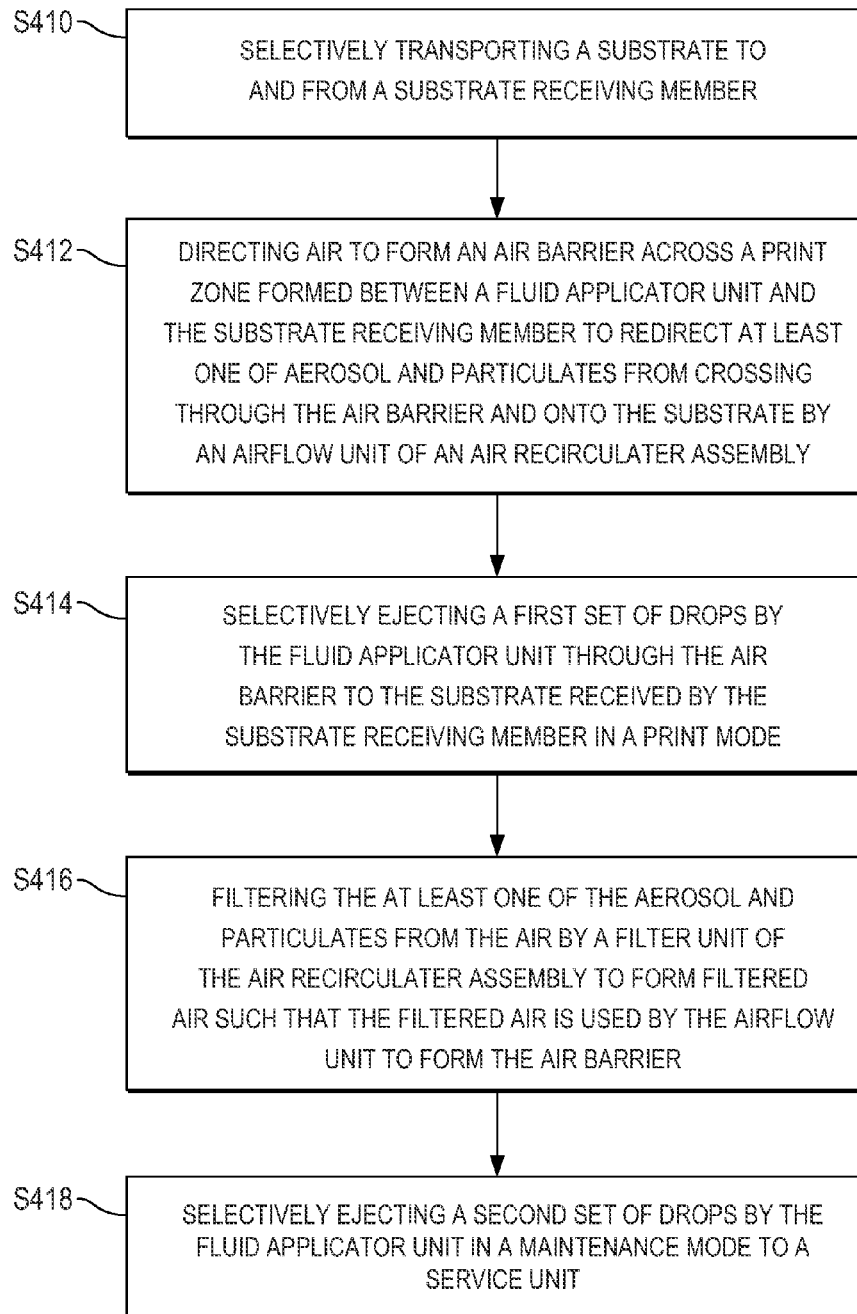 S410
SELECTIVELY TRANSPORTING A SUBSTRATE TO
AND FROM A SUBSTRATE RECEIVING MEMBER
S412
DIRECTING AIR TO FORM AN AIR BARRIER ACROSS A PRINT
ZONE FORMED BETWEEN A FLUID APPLICATOR UNIT AND
THE SUBSTRATE RECEIVING MEMBER TO REDIRECT AT LEAST
ONE OF AEROSOL AND PARTICULATES FROM CROSSING
THROUGH THE AIR BARRIER AND ONTO THE SUBSTRATE BY
AN AIRFLOW UNIT OF AN AIR RECIRCULATER ASSEMBLY
S414
SELECTIVELY EJECTING A FIRST SET OF DROPS BY
THE FLUID APPLICATOR UNIT THROUGH THE AIR
BARRIER TO THE SUBSTRATE RECEIVED BY THE
SUBSTRATE RECEIVING MEMBER IN A PRINT MODE
S416
FILTERING THE AT LEAST ONE OF THE AEROSOL AND
PARTICULATES FROM THE AIR BY A FILTER UNIT OF
THE AIR RECIRCULATER ASSEMBLY TO FORM FILTERED
AIR SUCH THAT THE FILTERED AIR IS USED BY THE AIRFLOW
UNIT TO FORM THE AIR BARRIER
S418
SELECTIVELY EJECTING A SECOND SET OF DROPS BY THE
FLUID APPLICATOR UNIT IN A MAINTENANCE MODE TO A
SERVICE UNIT